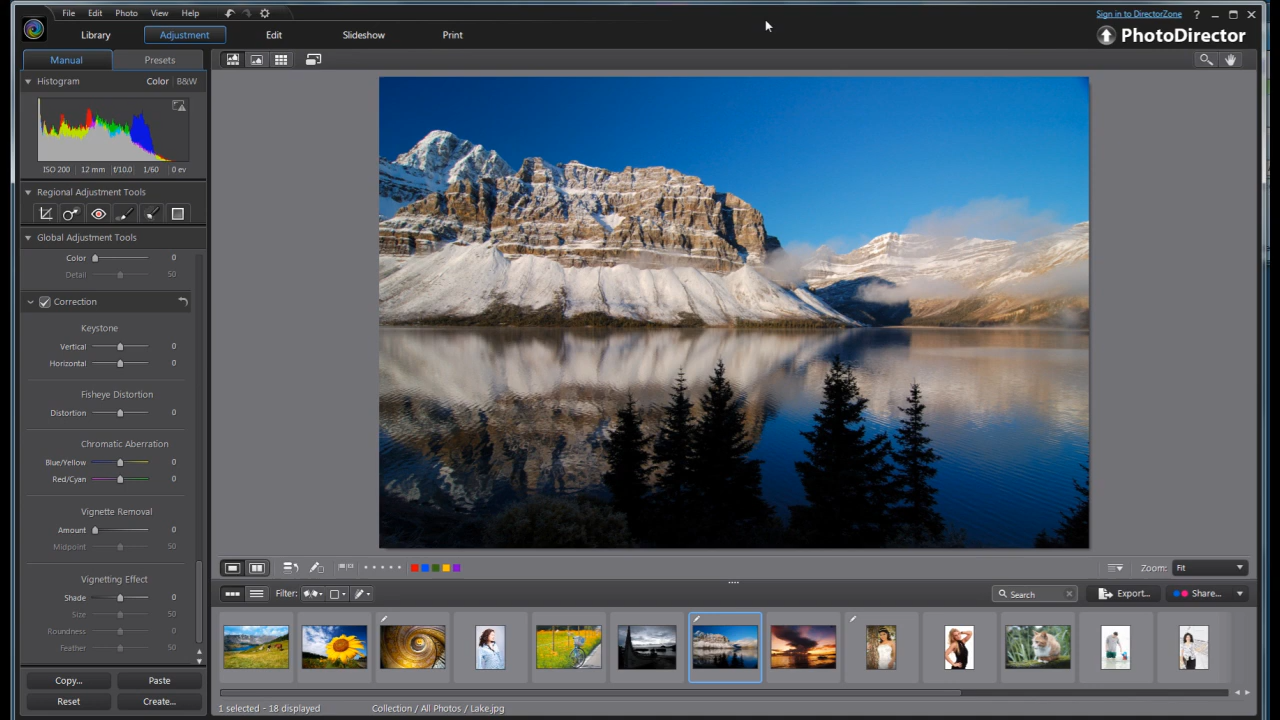 File Edit Photo View Help
Sign in to DirectorZone ?
Library Adjustment Edit Slideshow Print
PhotoDirector
Manual Presets
Histogram Color B&W
ISO 200 12 mm f/10.0 1/60 0 ev
Regional Adjustment Tools
Global Adjustment Tools
Color 0
Detail 50
Correction
Keystone
Vertical 0
Horizontal 0
Fisheye Distortion
Distortion 0
Chromatic Aberration
Blue/Yellow 0
Red/Cyan 0
Vignette Removal
Amount 0
Midpoint 50
Vignetting Effect
Shade 0
Size 50
Roundness 0
Feather 50
Copy... Paste
Reset Create...
Zoom: Fit
Filter:
Search
Export...
Share...
1 selected - 18 displayed Collection / All Photos / Lake.jpg